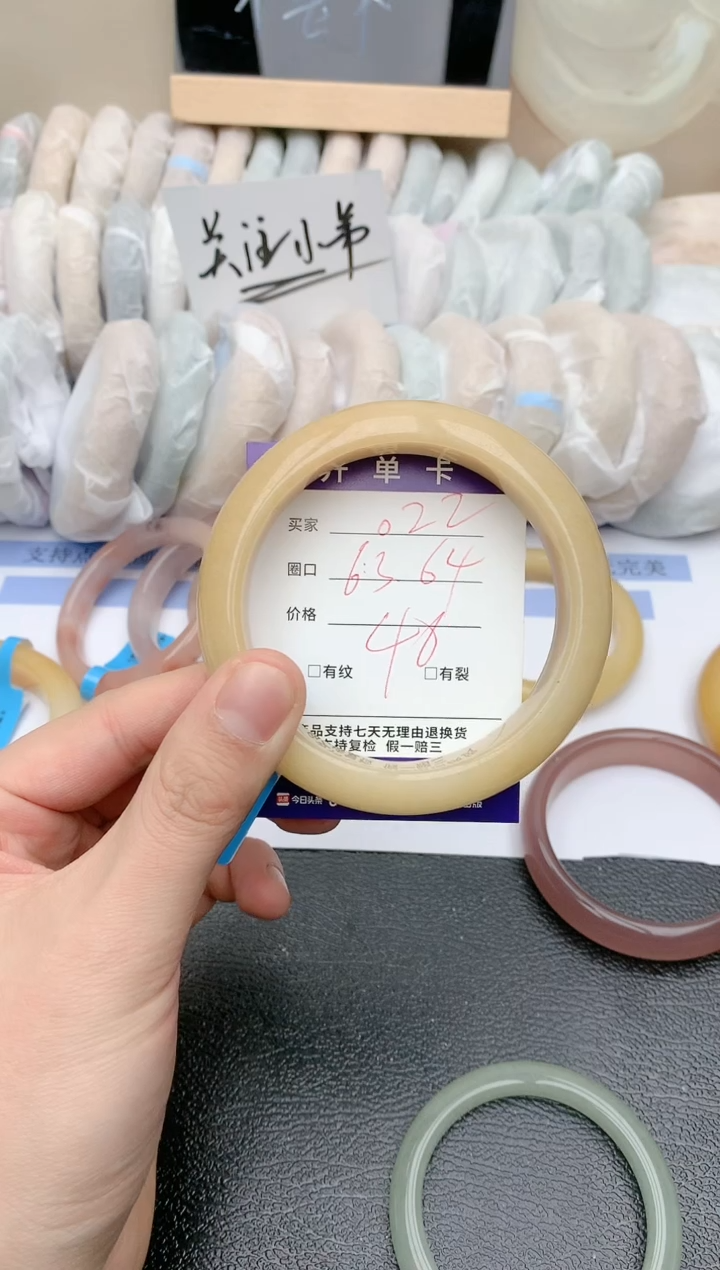 关注小弟
支持
完美
开单卡
买家 022
圈口 63 64
价格 48
□有纹 □有裂
品支持七天无理由退换货
支持复检 假一赔三
头条 今日头条